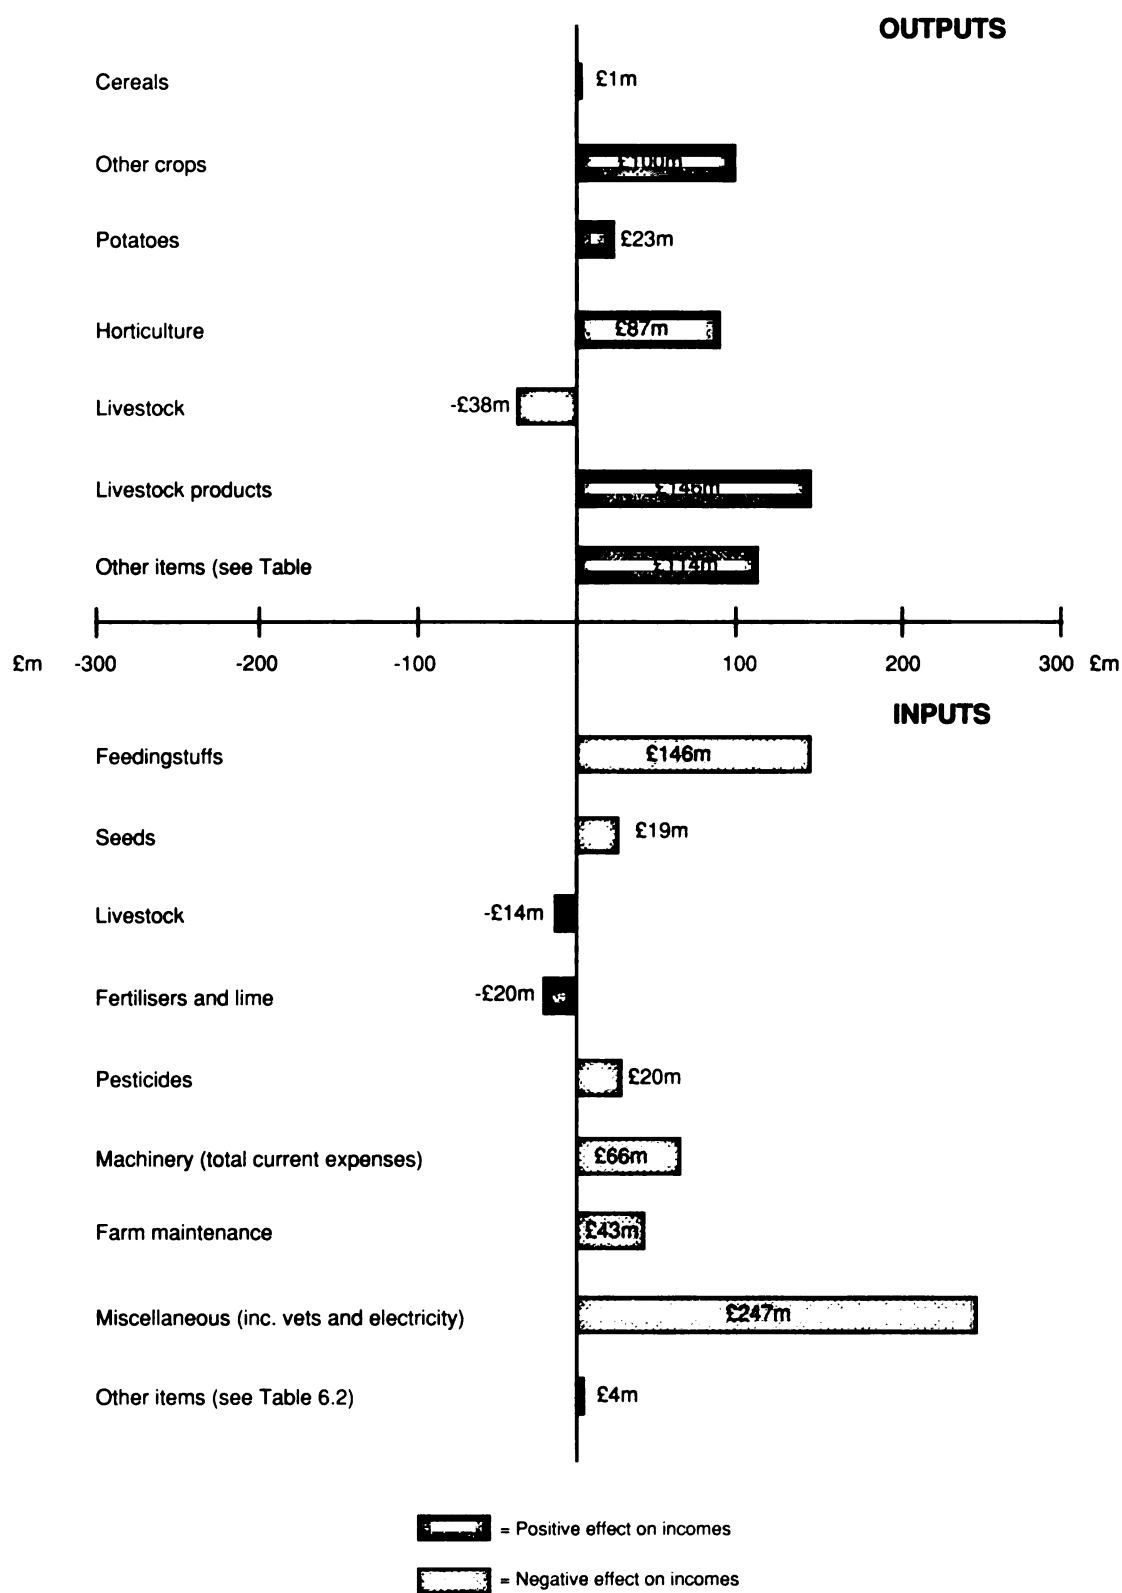 OUTPUTS
Cereals £1m
Other crops £100m
Potatoes £23m
Horticulture £87m
Livestock -£38m
Livestock products £146m
Other items (see Table £114m
£m -300 -200 -100 100 200 300 £m
INPUTS
Feedingstuffs £146m
Seeds £19m
Livestock -£14m
Fertilisers and lime -£20m
Pesticides £20m
Machinery (total current expenses) £66m
Farm maintenance £43m
Miscellaneous (inc. vets and electricity) £247m
Other items (see Table 6.2) £4m
= Positive effect on incomes
= Negative effect on incomes